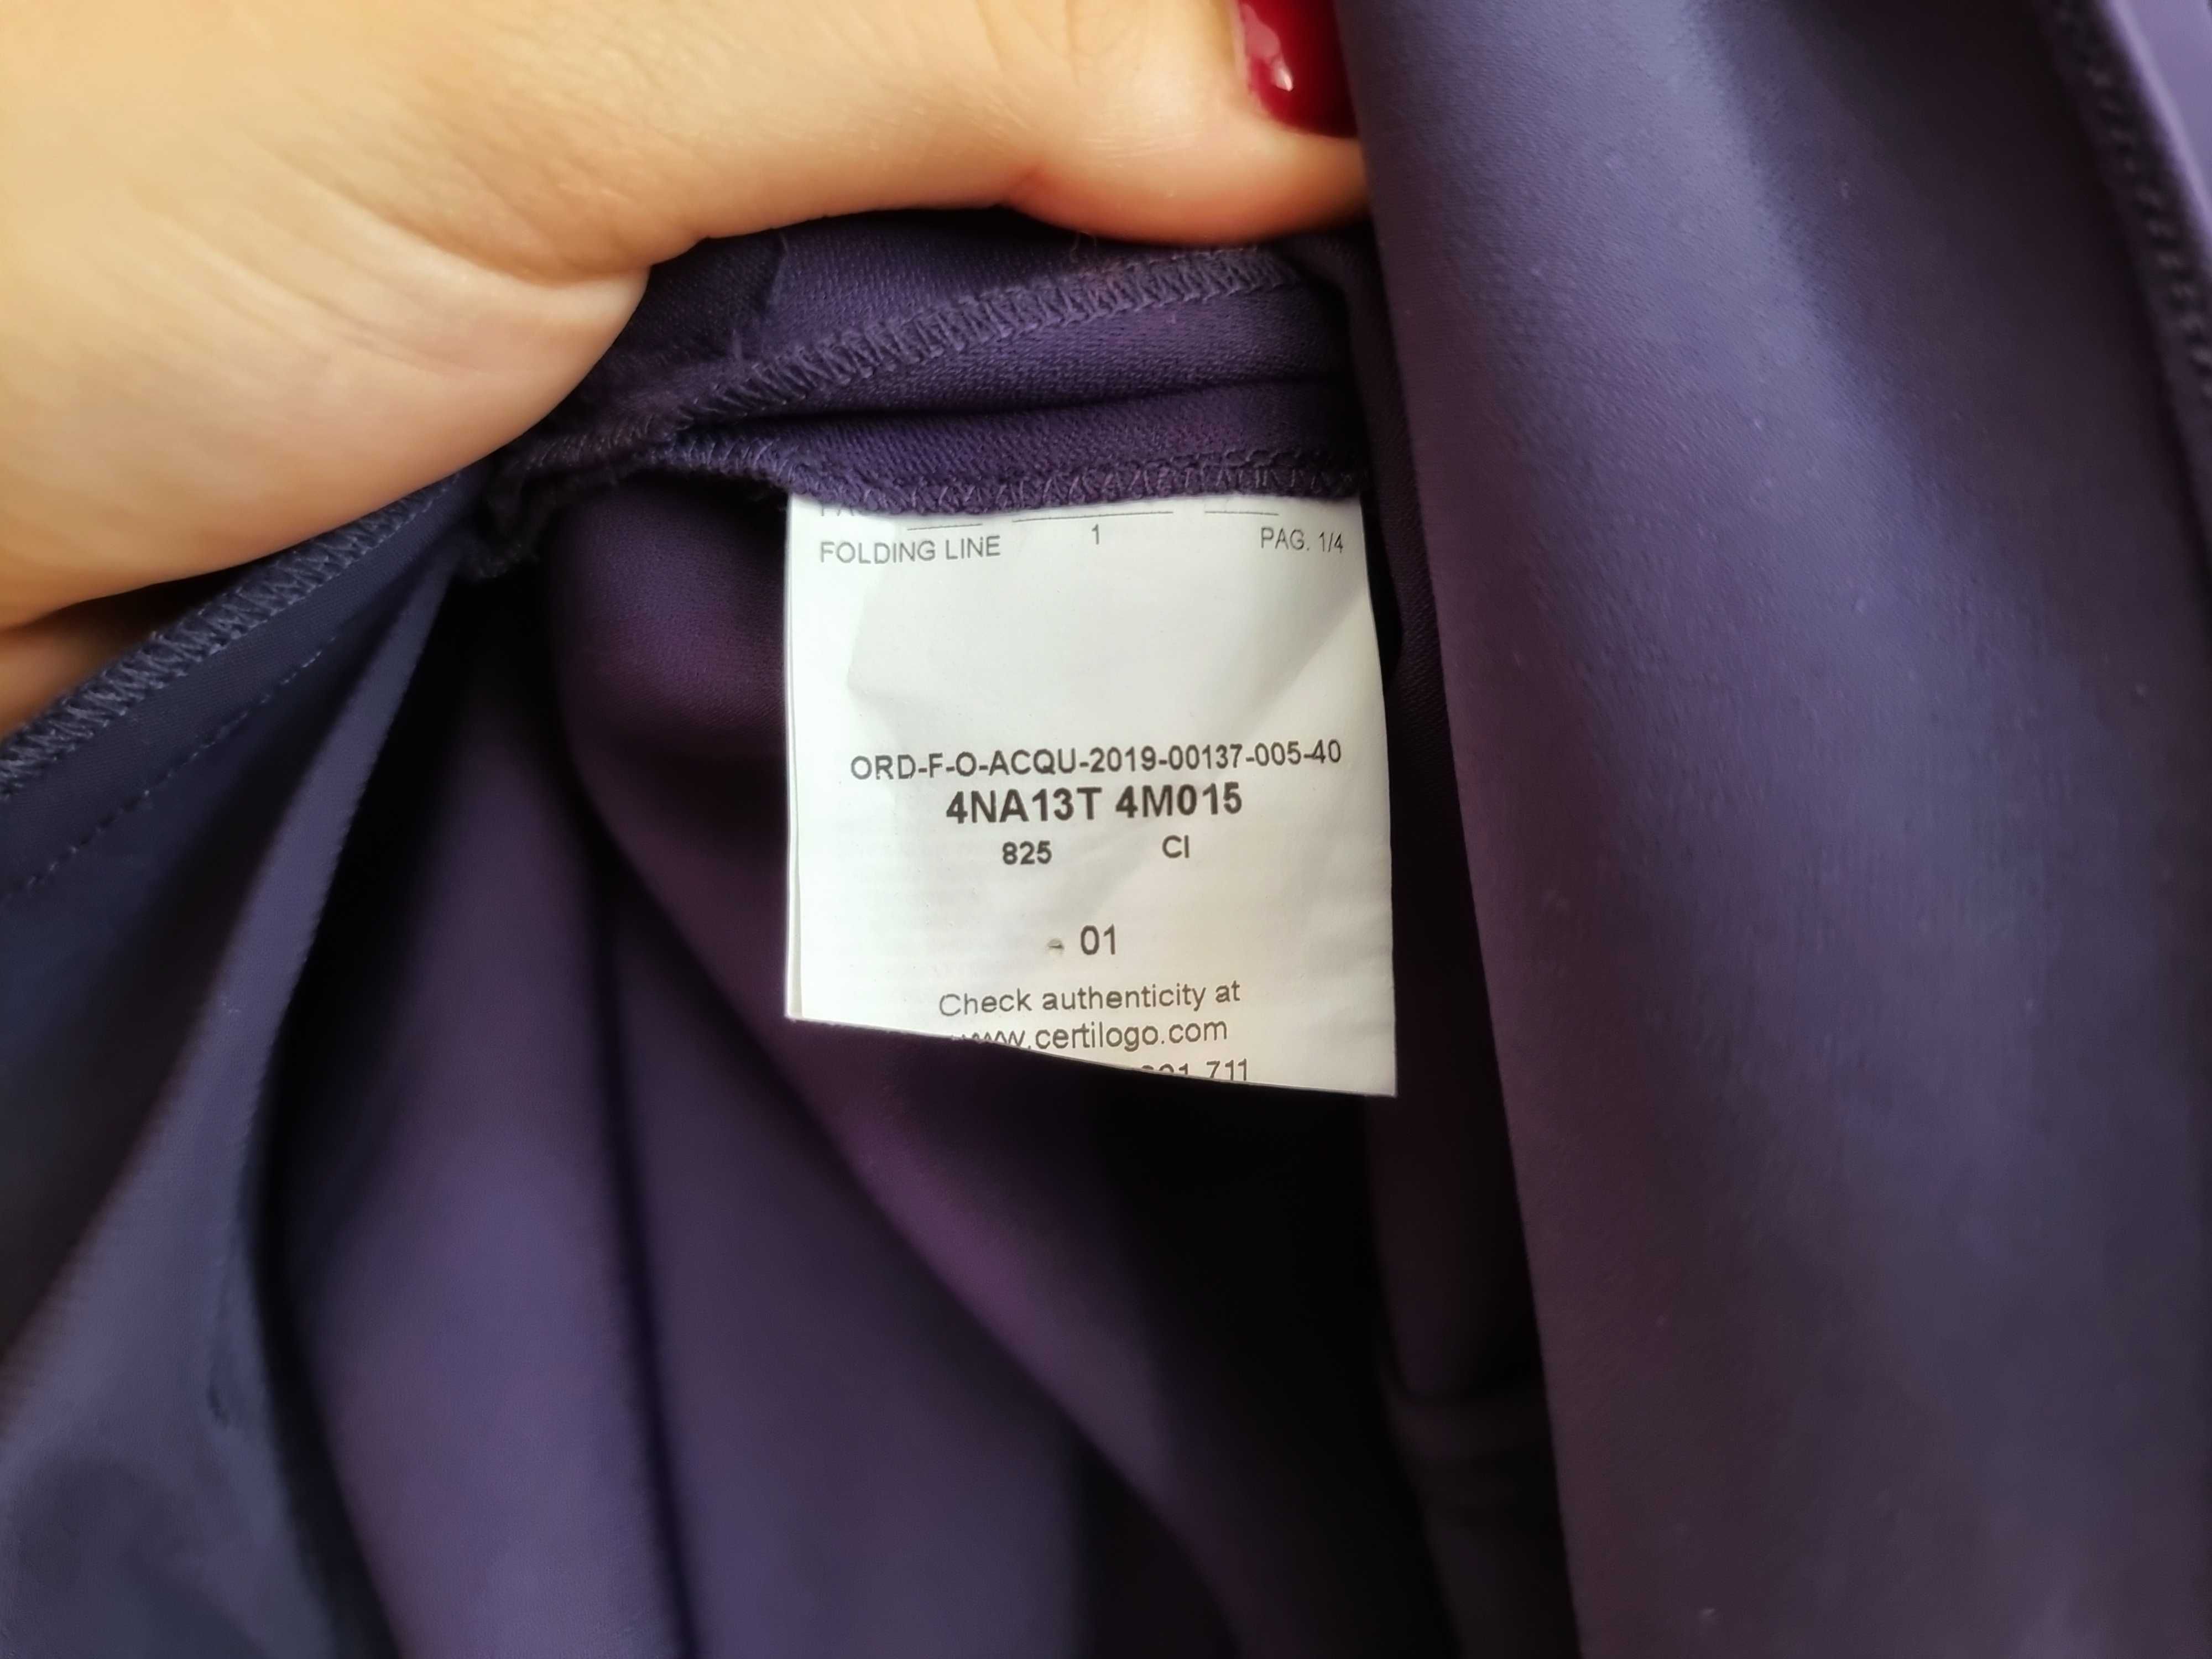 FOLDING LINE 1 PAG. 1/4
ORD-F-O-ACQU-2019-00137-005-40
4NA13T 4M015
825 CI
01
Check authenticity at
www.certilogo.com
711